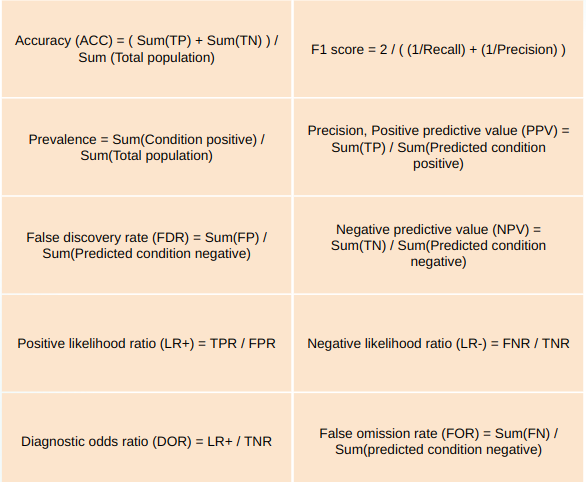 Accuracy (ACC) = ( Sum(TP) + Sum(TN) ) /
Sum (Total population)
F1 score = 2 / ( (1/Recall) + (1/Precision) )
Prevalence = Sum(Condition positive) /
Sum(Total population)
Precision, Positive predictive value (PPV) =
Sum(TP) / Sum(Predicted condition
positive)
False discovery rate (FDR) = Sum(FP) /
Sum(Predicted condition negative)
Negative predictive value (NPV) =
Sum(TN) / Sum(Predicted condition
negative)
Positive likelihood ratio (LR+) = TPR / FPR
Negative likelihood ratio (LR-) = FNR / TNR
Diagnostic odds ratio (DOR) = LR+ / TNR
False omission rate (FOR) = Sum(FN) /
Sum(predicted condition negative)